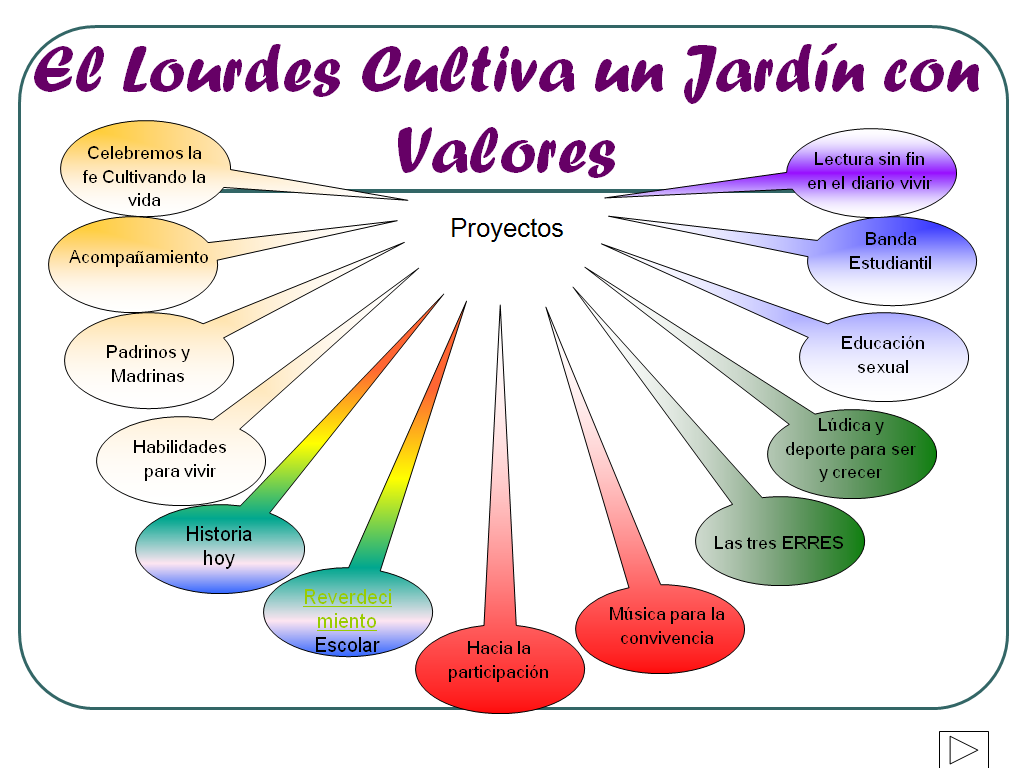 El Lourdes Cultiva un Jardín con
Valores
Proyectos
Celebremos la
fe Cultivando la
vida
Acompañamiento
Padrinos y
Madrinas
Habilidades
para vivir
Historia
hoy
Reverdeci
miento
Escolar
Hacia la
participación
Música para la
convivencia
Las tres ERRES
Lúdica y
deporte para ser
y crecer
Educación
sexual
Banda
Estudiantil
Lectura sin fin
en el diario vivir